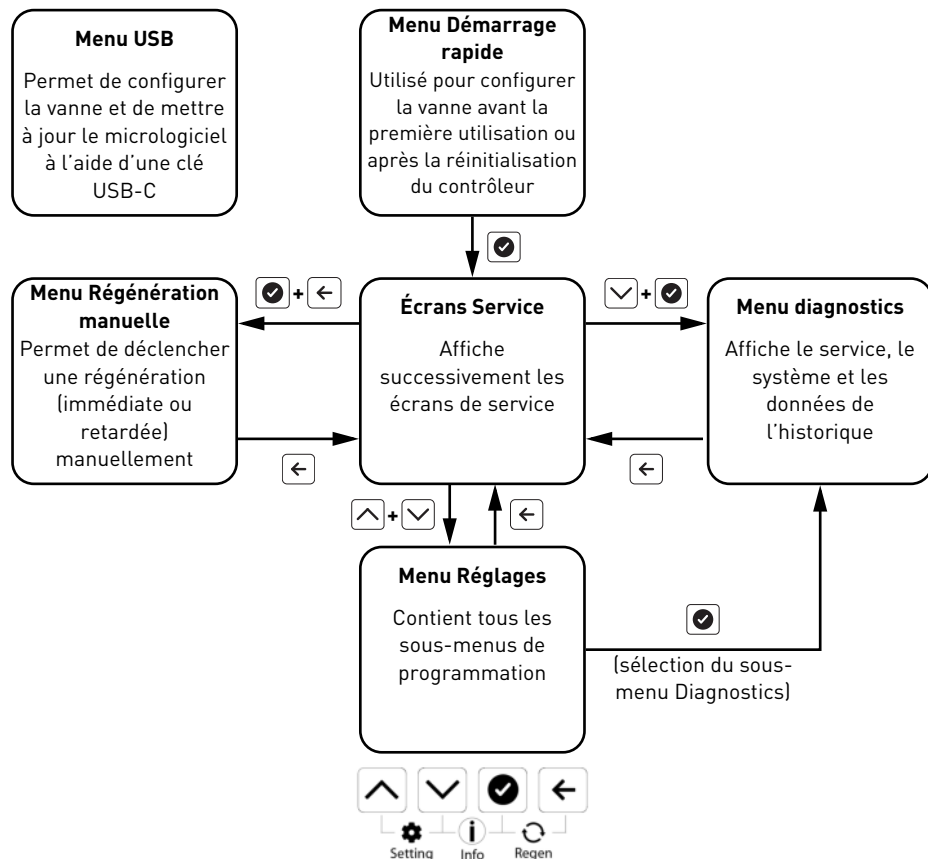 Menu USB
Permet de configurer
la vanne et de mettre
à jour le micrologiciel
à l’aide d’une clé
USB-C
Menu Démarrage
rapide
Utilisé pour configurer
la vanne avant la
première utilisation ou
après la réinitialisation
du contrôleur
Menu Régénération
manuelle
Permet de déclencher
une régénération
(immédiate ou
retardée)
manuellement
+
Écrans Service
Affiche
successivement les
écrans de service
+
Menu diagnostics
Affiche le service, le
système et les
données de
l’historique
+
Menu Réglages
Contient tous les
sous-menus de
programmation
(sélection du sous-
menu Diagnostics)
Setting Info Regen